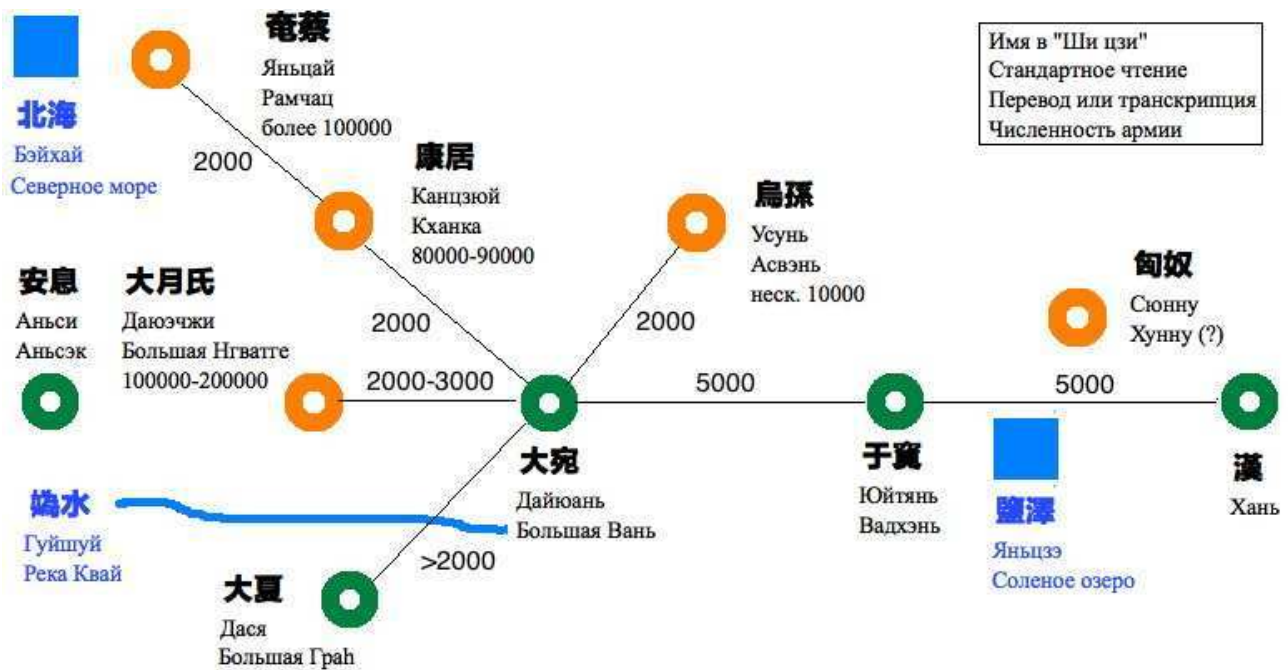 奄蔡
Яньцай
Рамчац
более 100000
Имя в "Ши цзи"
Стандартное чтение
Перевод или транскрипция
Численность армии
北海
Бэйхай
Северное море
2000
康居
Канцзюй
Кханка
80000-90000
烏孫
Усунь
Асвэнь
неск. 10000
匈奴
Сюнну
Хунну (?)
安息
Аньси
Аньсэк
大月氏
Даюэчжи
Большая Нгватге
100000-200000
2000
2000
2000-3000
5000
5000
大宛
Дайюань
Большая Вань
于窴
Юйтянь
Вадхэнь
鹽澤
Яньцзэ
Соленое озеро
漢
Хань
媯水
Гуйшуй
Река Квай
>2000
大夏
Дася
Большая Граһ